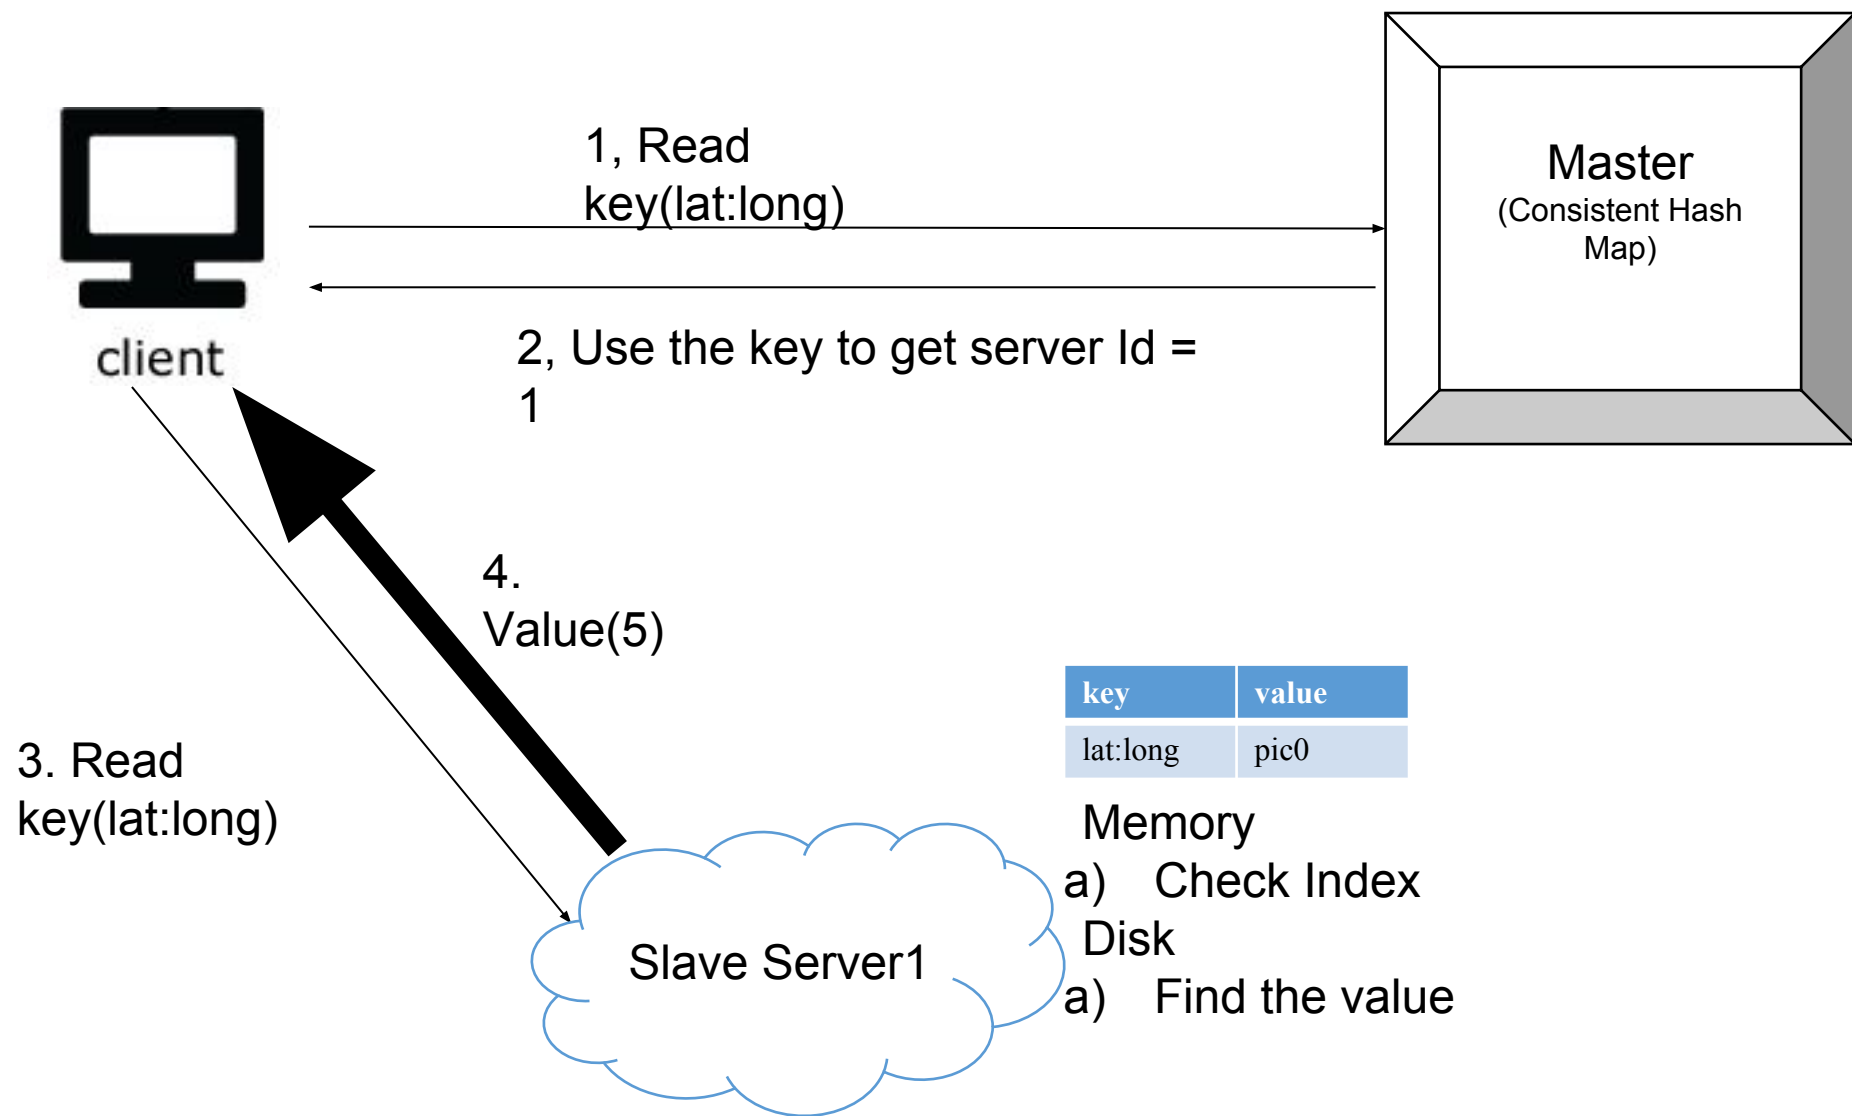 1, Read
key(lat:long)
Master
(Consistent Hash
Map)
client
2, Use the key to get server Id =
1
4.
Value(5)
key value
lat:long pic0
3. Read
key(lat:long)
Memory
a) Check Index
Disk
a) Find the value
Slave Server1